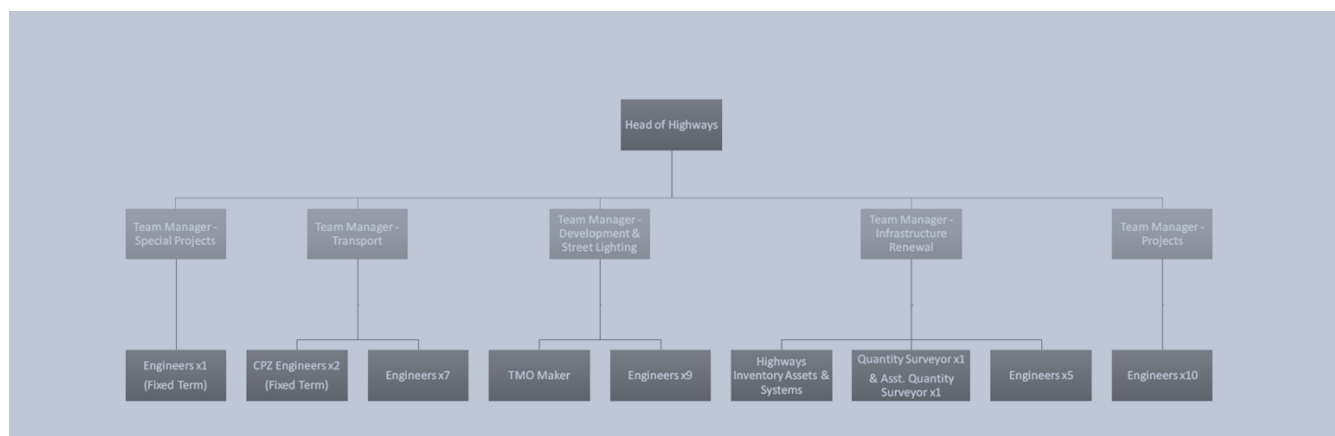 Head of Highways
Team Manager -
Special Projects
Team Manager -
Transport
Team Manager -
Development &
Street Lighting
Team Manager -
Infrastructure
Renewal
Team Manager -
Projects
Engineers x1
(Fixed Term)
CPZ Engineers x2
(Fixed Term)
Engineers x7
TMO Maker
Engineers x9
Highways
Inventory Assets &
Systems
Quantity Surveyor x1
& Asst. Quantity
Surveyor x1
Engineers x5
Engineers x10